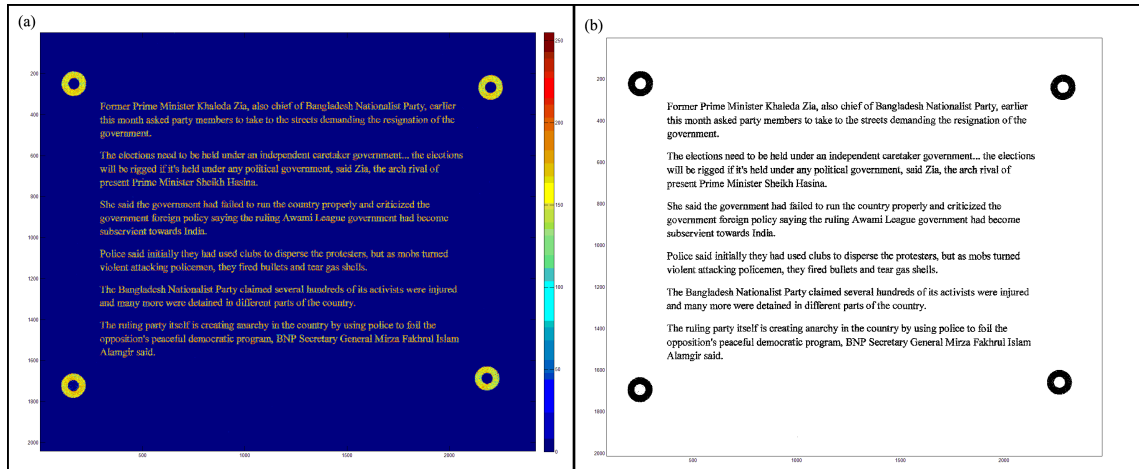 (a)
200
400
600
800
1000
1200
1400
1600
1800
2000
500
1000
1500
2000
250
200
150
100
50
0
Former Prime Minister Khaleda Zia, also chief of Bangladesh Nationalist Party, earlier
this month asked party members to take to the streets demanding the resignation of the
government.
The elections need to be held under an independent caretaker government... the elections
will be rigged if it's held under any political government, said Zia, the arch rival of
present Prime Minister Sheikh Hasina.
She said the government had failed to run the country properly and criticized the
government foreign policy saying the ruling Awami League government had become
subservient towards India.
Police said initially they had used clubs to disperse the protesters, but as mobs turned
violent attacking policemen, they fired bullets and tear gas shells.
The Bangladesh Nationalist Party claimed several hundreds of its activists were injured
and many more were detained in different parts of the country.
The ruling party itself is creating anarchy in the country by using police to foil the
opposition's peaceful democratic program, BNP Secretary General Mirza Fakhrul Islam
Alamgir said.
(b)
200
400
600
800
1000
1200
1400
1600
1800
2000
500
1000
1500
2000
Former Prime Minister Khaleda Zia, also chief of Bangladesh Nationalist Party, earlier
this month asked party members to take to the streets demanding the resignation of the
government.
The elections need to be held under an independent caretaker government... the elections
will be rigged if it's held under any political government, said Zia, the arch rival of
present Prime Minister Sheikh Hasina.
She said the government had failed to run the country properly and criticized the
government foreign policy saying the ruling Awami League government had become
subservient towards India.
Police said initially they had used clubs to disperse the protesters, but as mobs turned
violent attacking policemen, they fired bullets and tear gas shells.
The Bangladesh Nationalist Party claimed several hundreds of its activists were injured
and many more were detained in different parts of the country.
The ruling party itself is creating anarchy in the country by using police to foil the
opposition's peaceful democratic program, BNP Secretary General Mirza Fakhrul Islam
Alamgir said.